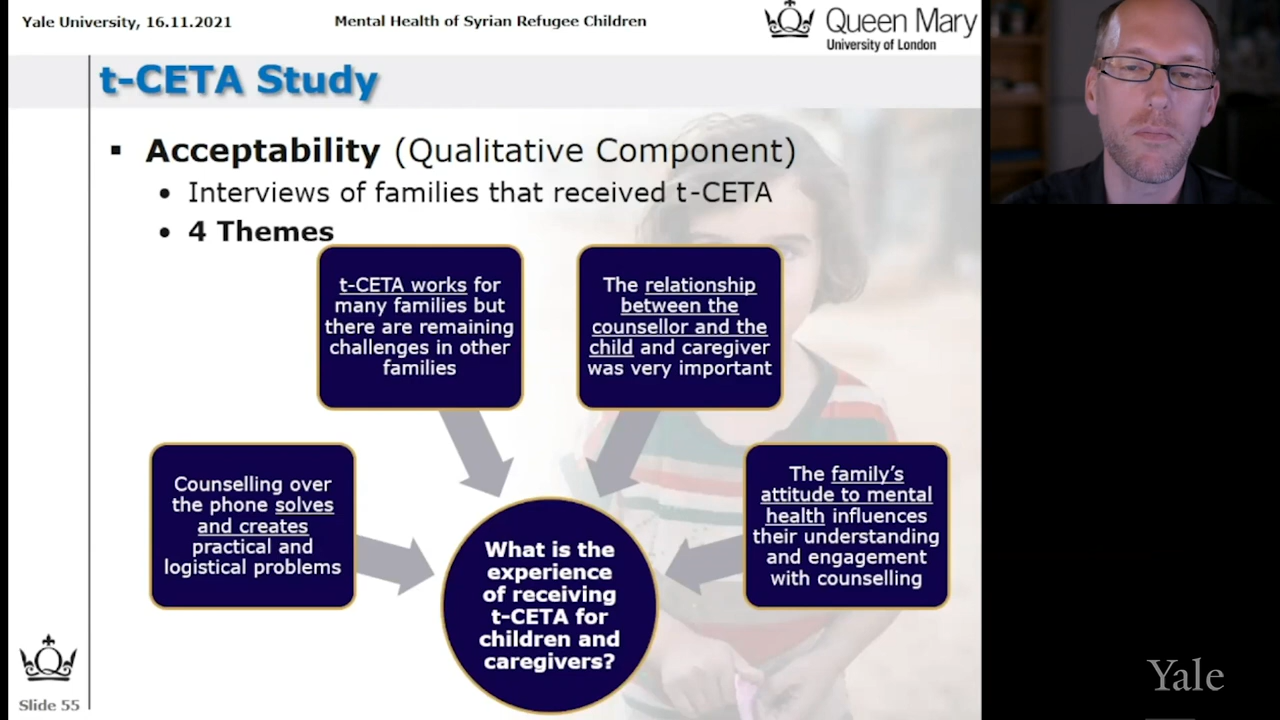 Yale University, 16.11.2021
Mental Health of Syrian Refugee Children
Queen Mary
University of London
t-CETA Study
▪ Acceptability (Qualitative Component)
• Interviews of families that received t-CETA
• 4 Themes
t-CETA works for
many families but
there are remaining
challenges in other
families
The relationship
between the
counsellor and the
child and caregiver
was very important
Counselling over
the phone solves
and creates
practical and
logistical problems
The family’s
attitude to mental
health influences
their understanding
and engagement
with counselling
What is the
experience
of receiving
t-CETA for
children and
caregivers?
Slide 55
Yale